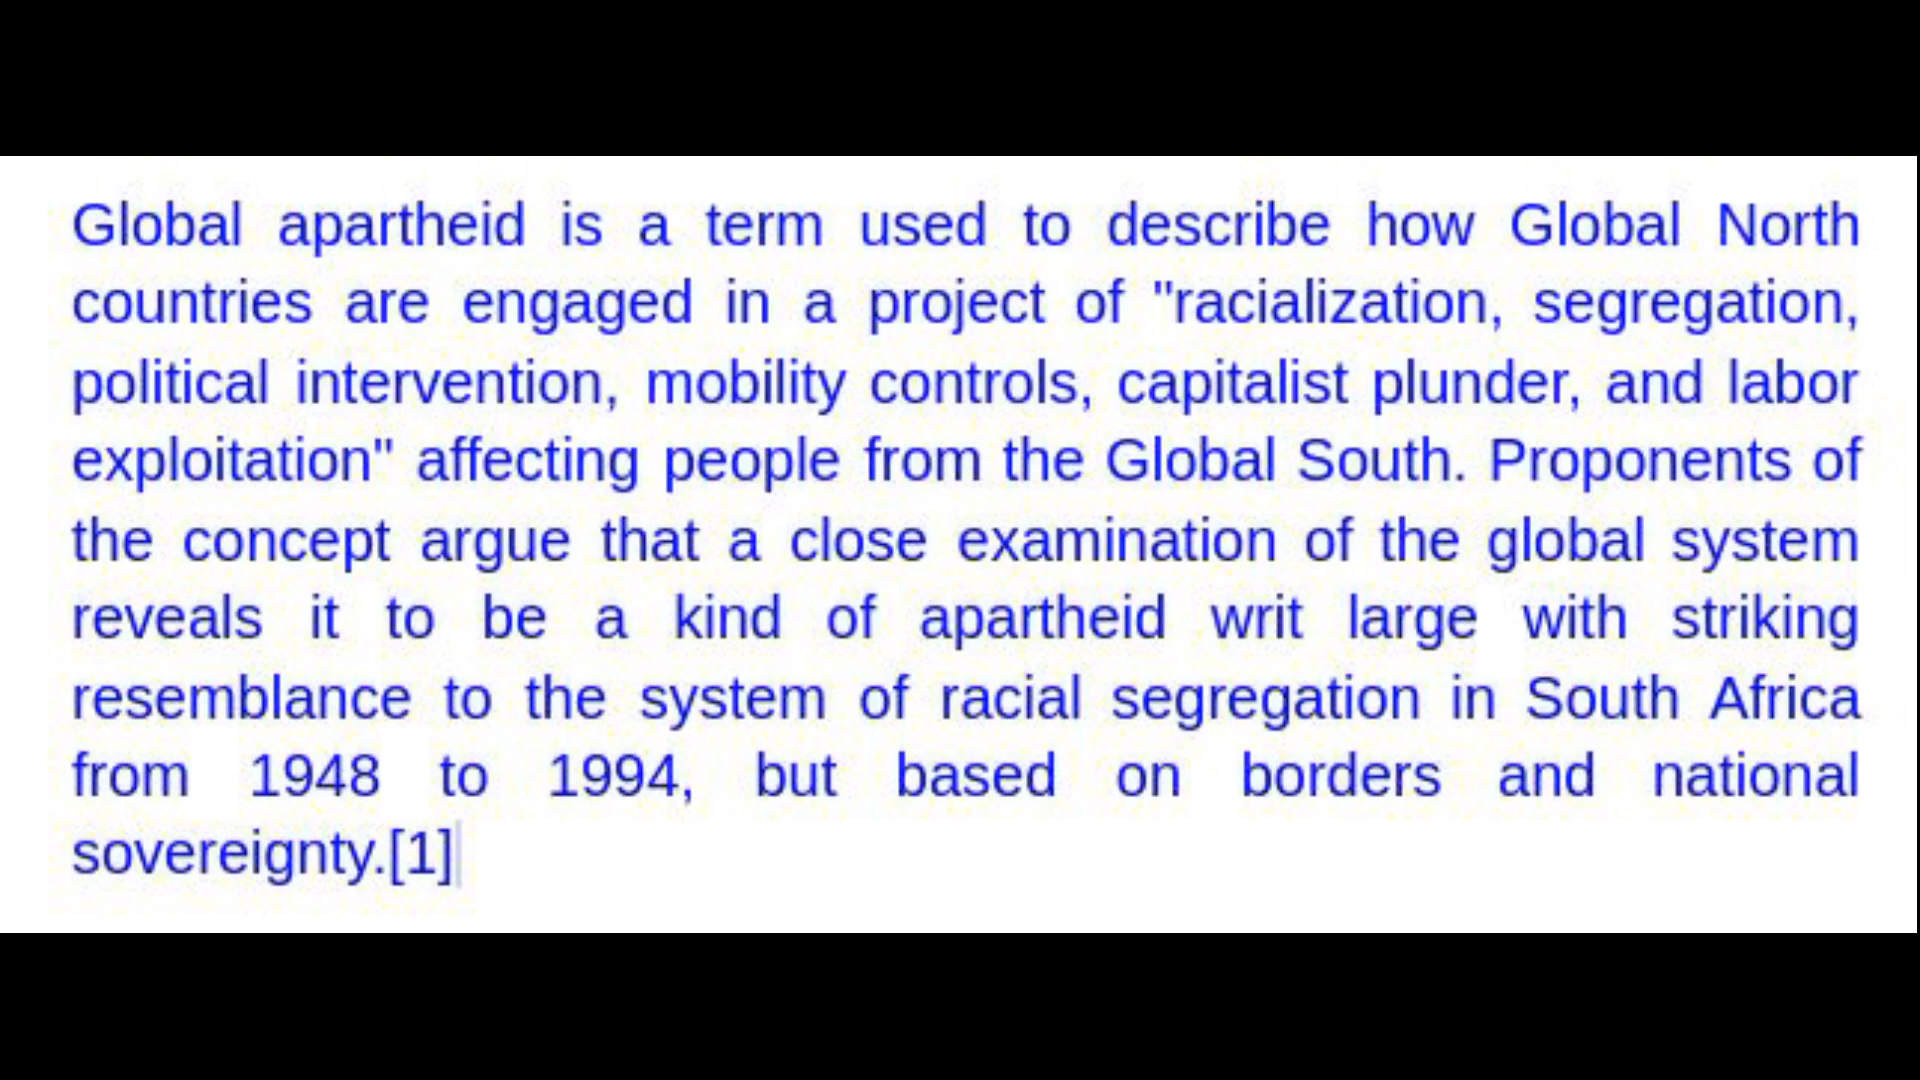 Global apartheid is a term used to describe how Global North
countries are engaged in a project of "racialization, segregation,
political intervention, mobility controls, capitalist plunder, and labor
exploitation" affecting people from the Global South. Proponents of
the concept argue that a close examination of the global system
reveals it to be a kind of apartheid writ large with striking
resemblance to the system of racial segregation in South Africa
from 1948 to 1994, but based on borders and national
sovereignty.[1]